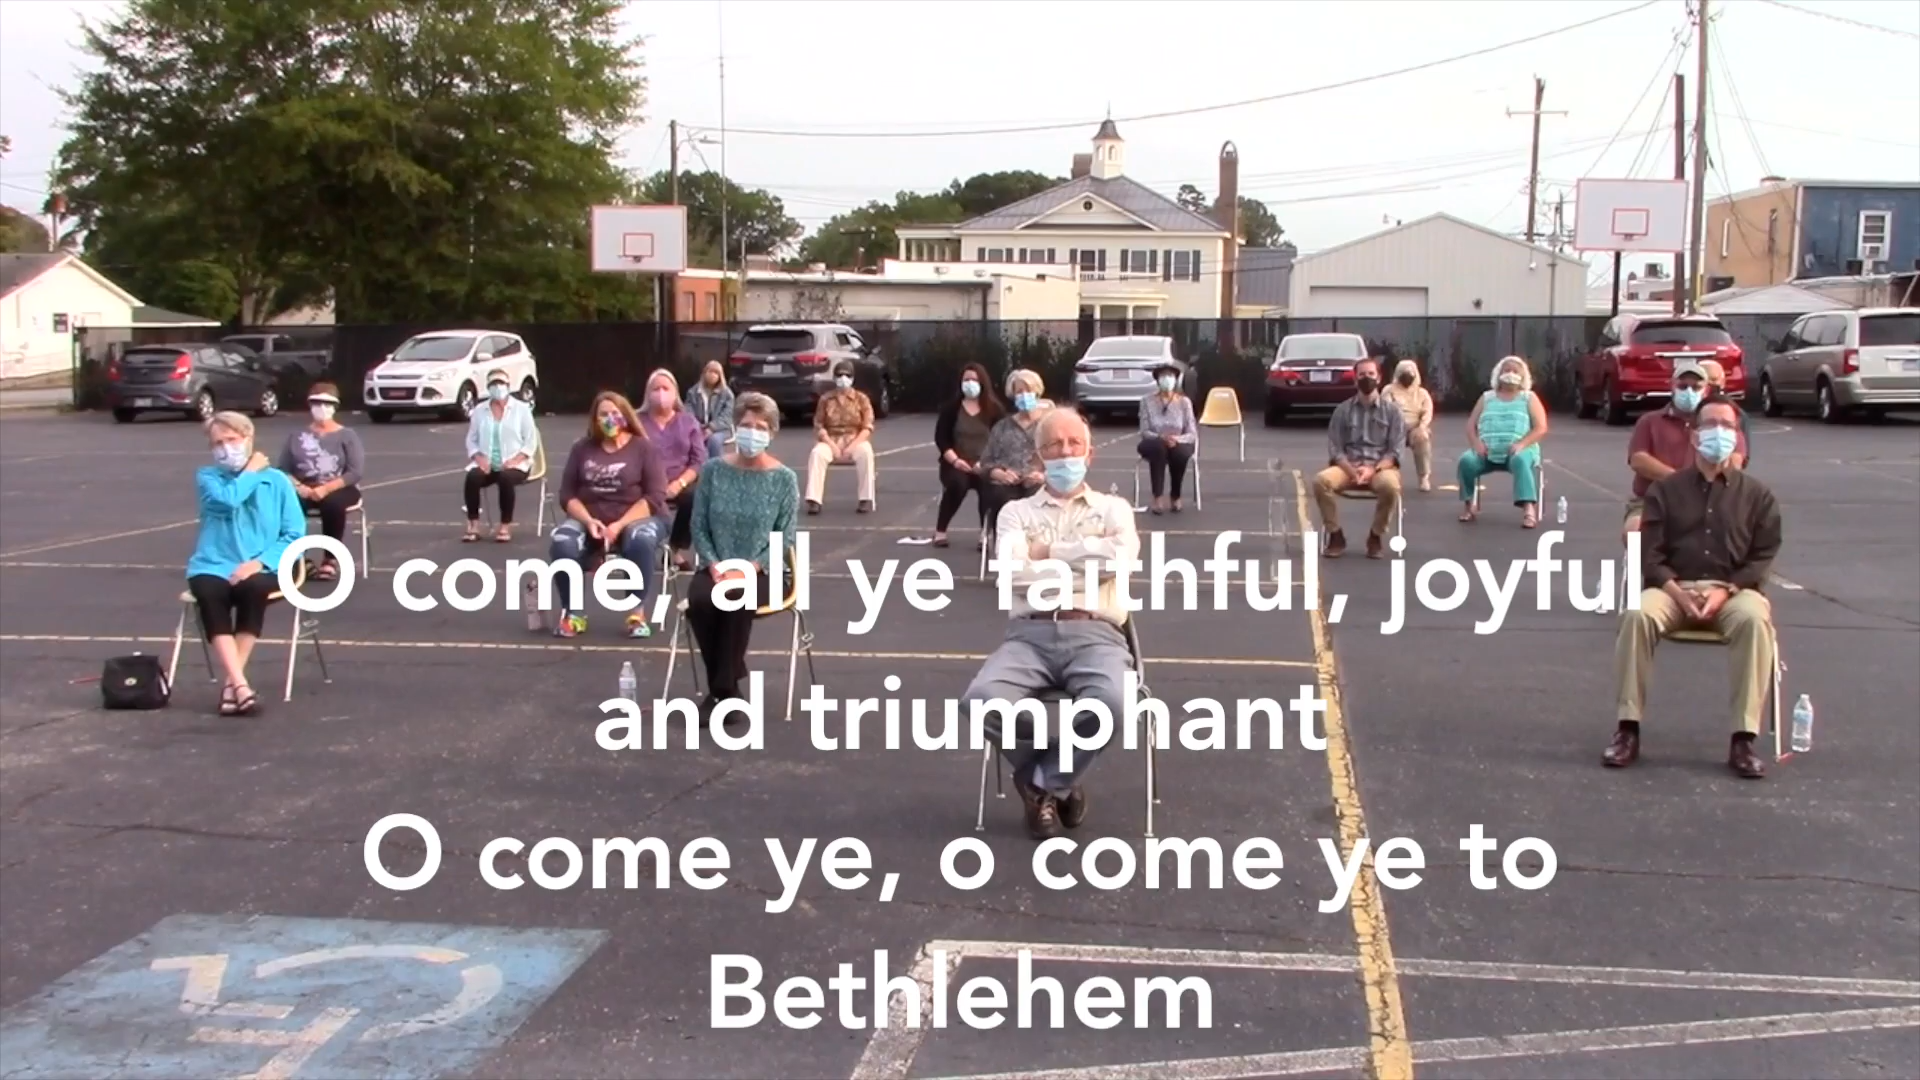 O come, all ye faithful, joyful
and triumphant
O come ye, o come ye to
Bethlehem